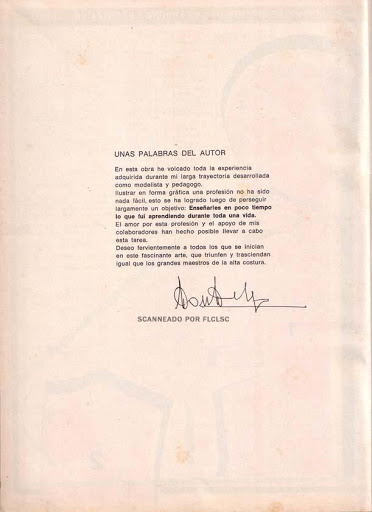 UNAS PALABRAS DEL AUTOR
En esta obra he volcado toda la experiencia
adquirida durante mi larga trayectoria desarrollada
como modelista y pedagogo.
Ilustrar en forma gráfica una profesión no ha sido
nada fácil, esto se ha logrado luego de perseguir
largamente un objetivo: Enseñarles en poco tiempo
lo que fui aprendiendo durante toda una vida.
El amor por esta profesión y el apoyo de mis
colaboradores han hecho posible llevar a cabo
esta tarea.
Deseo fervientemente a todos los que se inician
en este fascinante arte, que triunfen y trasciendan
igual que los grandes maestros de la alta costura.
SCANNEADO POR FLCLSC